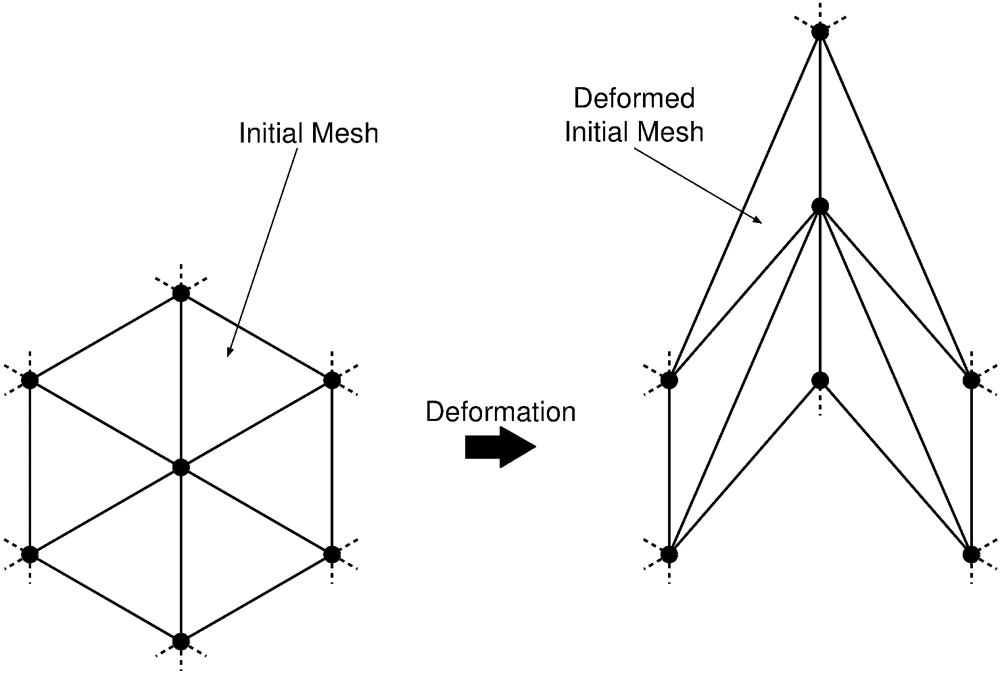 Initial Mesh
Deformation
Deformed
Initial Mesh